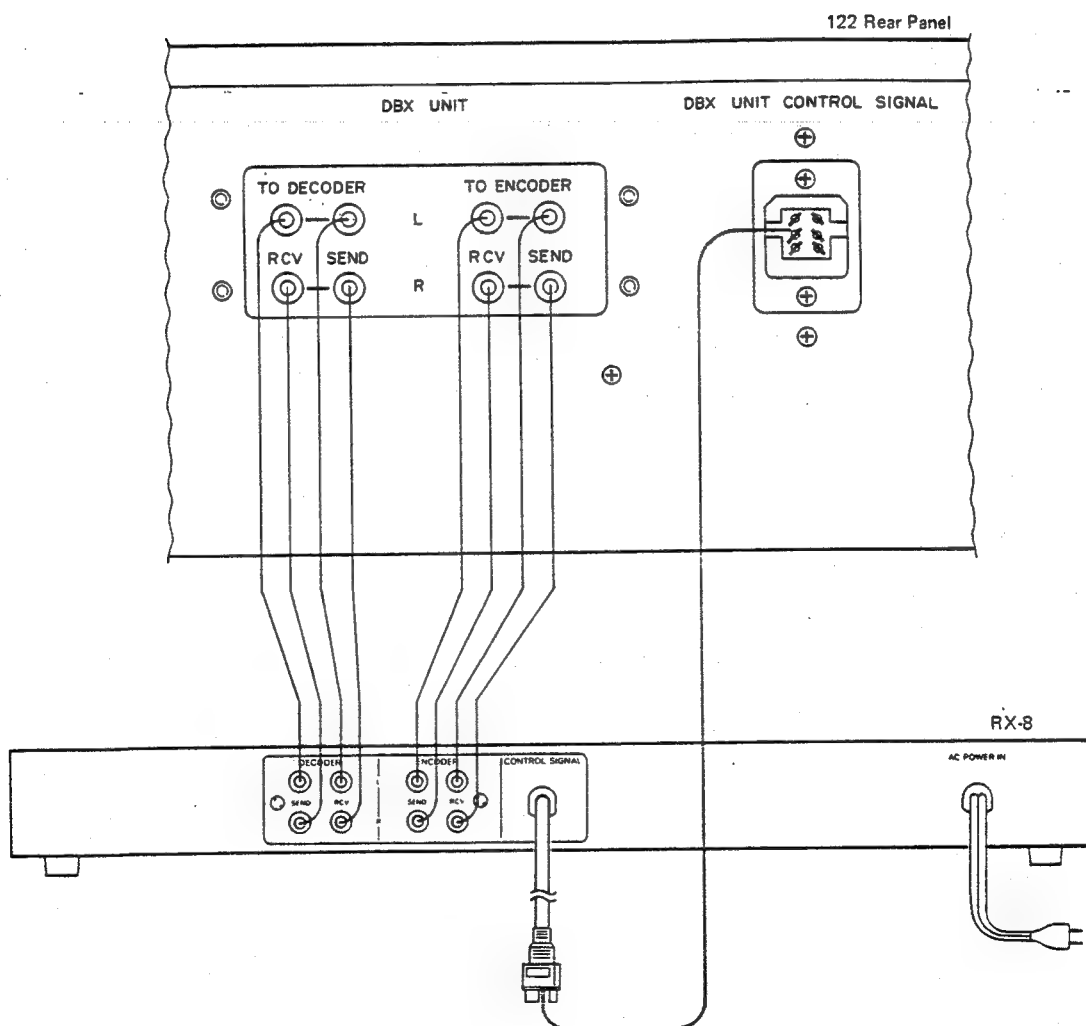 122 Rear Panel
DBX UNIT
DBX UNIT CONTROL SIGNAL
TO DECODER
TO ENCODER
L
RCV SEND
RCV SEND
R
RX-8
DECODER
ENCODER
CONTROL SIGNAL
AC POWER IN
SEND
RCV
SEND
RCV